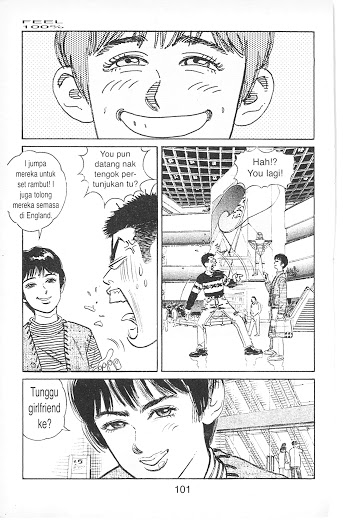 FEEL
100%
Hah!?
You lagi!
You pun
datang nak
tengok per-
tunjukan tu?
I jumpa
mereka untuk
set rambut! I
juga tolong
mereka semasa
di England.
Tunggu
girlfriend
ke?
101